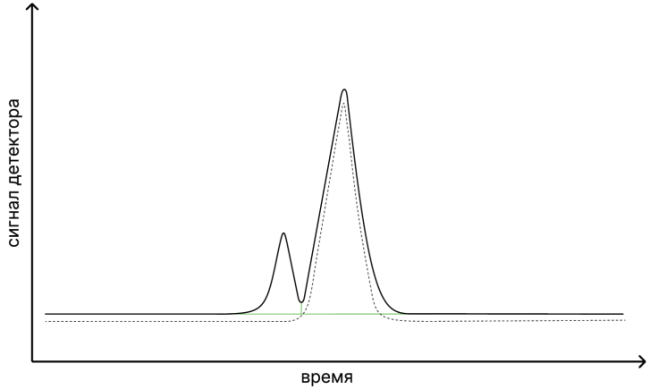 сигнал детектора
время